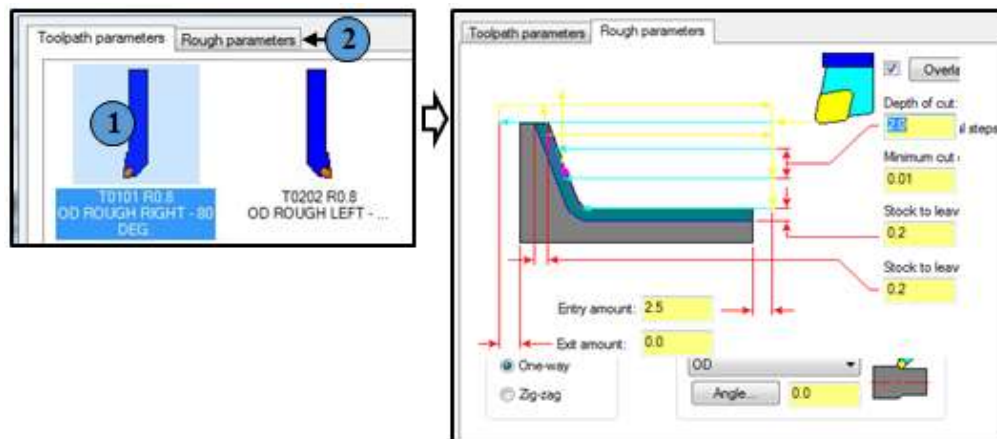 Toolpath parameters
Rough parameters
2
1
T0101 R0.8
OD ROUGH RIGHT - 80
DEG.
T0202 R0.8
OD ROUGH LEFT - ...
Toolpath parameters
Rough parameters
Overla
Depth of cut:
2.0
al steps
Minimum cut
0.01
Stock to leav
0.2
Stock to leav
0.2
Entry amount: 2.5
Exit amount: 0.0
One-way
OD
Zig-zag
Angle... 0.0